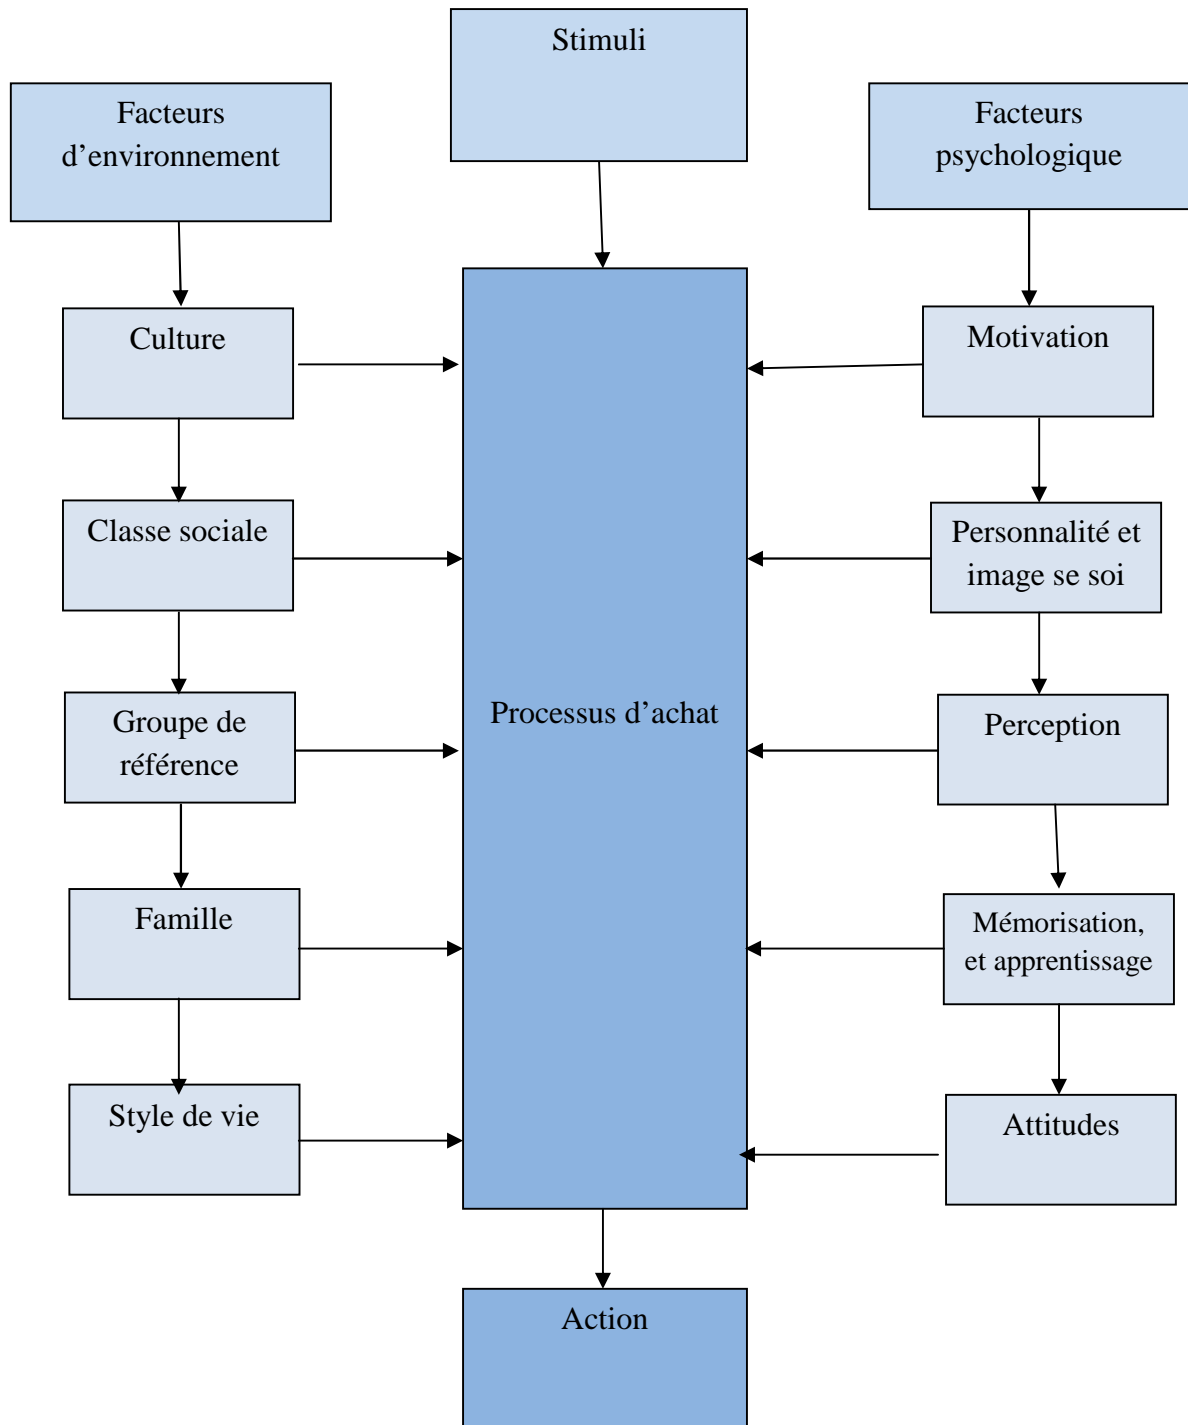 Stimuli
Facteurs
d’environnement
Facteurs
psychologique
Culture
Motivation
Classe sociale
Personnalité et
image se soi
Processus d’achat
Groupe de
référence
Perception
Famille
Mémorisation,
et apprentissage
Style de vie
Attitudes
Action